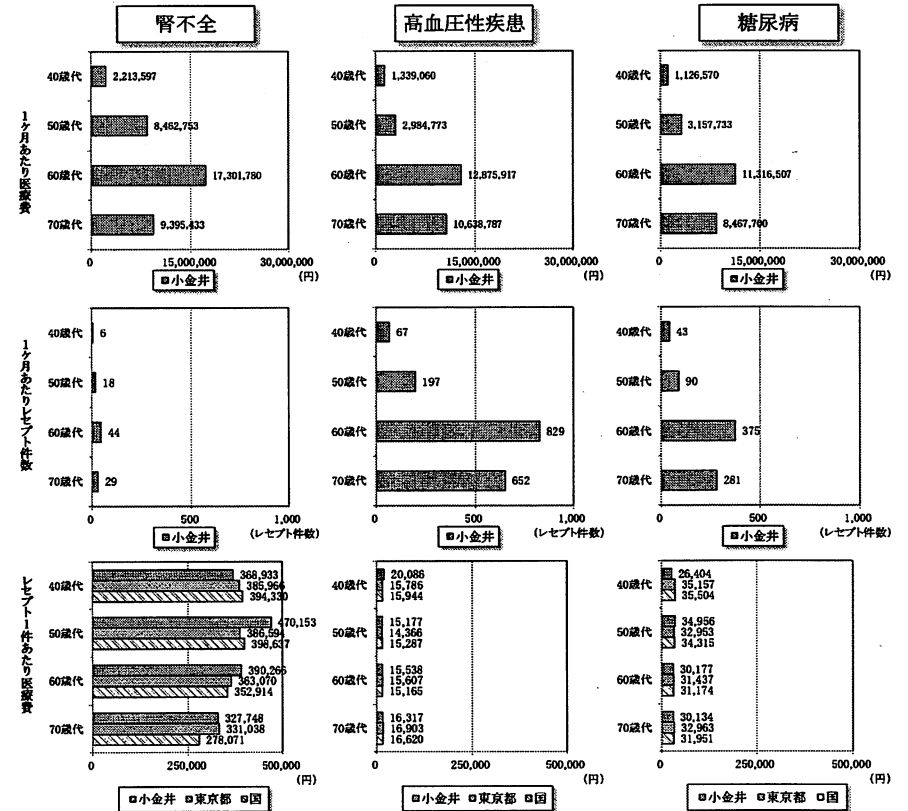 腎不全 高血圧性疾患 糖尿病
1ヶ月あたり医療費
40歳代 2,213,597
50歳代 8,462,753
60歳代 17,301,780
70歳代 9,395,433
0 15,000,000 30,000,000
(円)
小金井
40歳代 1,339,060
50歳代 2,984,773
60歳代 12,875,917
70歳代 10,638,787
0 15,000,000 30,000,000
(円)
小金井
40歳代 1,126,570
50歳代 3,157,733
60歳代 11,316,507
70歳代 8,467,700
0 15,000,000 30,000,000
(円)
小金井
1ヶ月あたりレセプト件数
40歳代 6
50歳代 18
60歳代 44
70歳代 29
0 500 1,000
(レセプト件数)
小金井
40歳代 67
50歳代 197
60歳代 829
70歳代 652
0 500 1,000
(レセプト件数)
小金井
40歳代 43
50歳代 90
60歳代 375
70歳代 281
0 500 1,000
(レセプト件数)
小金井
レセプト1件あたり医療費
368,933
40歳代 385,966
394,330
470,153
50歳代 386,594
398,637
390,266
60歳代 363,070
352,914
327,748
70歳代 331,038
278,071
0 250,000 500,000
(円)
小金井 東京都 国
20,086
40歳代 15,786
15,944
15,177
50歳代 14,366
15,287
15,538
60歳代 15,607
15,165
16,317
70歳代 16,903
16,620
0 250,000 500,000
(円)
小金井 東京都 国
26,404
40歳代 35,157
35,504
34,956
50歳代 32,953
34,315
30,177
60歳代 31,437
31,174
30,134
70歳代 32,963
31,951
0 250,000 500,000
(円)
小金井 東京都 国